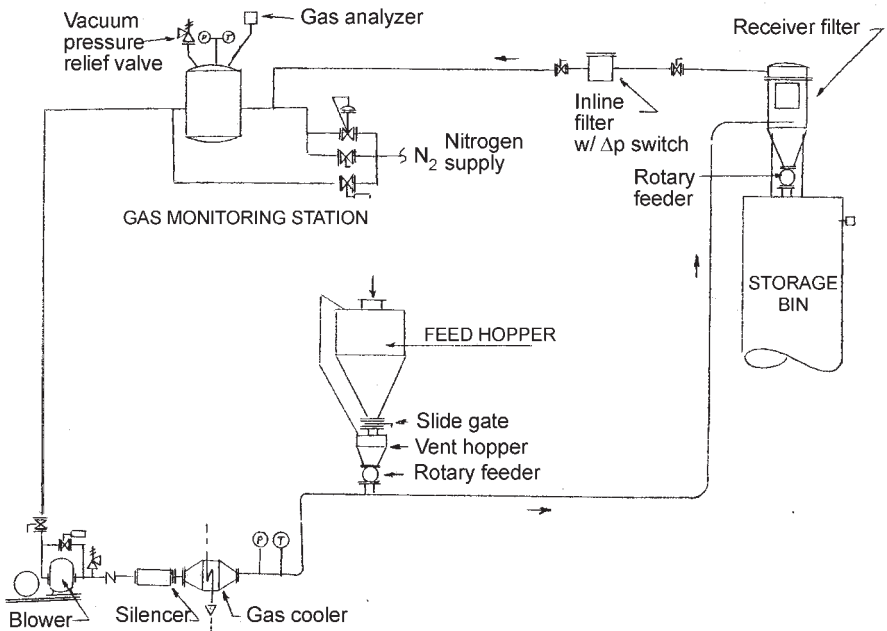 Vacuum
pressure
relief valve
Gas analyzer
P
T
Receiver filter
Inline
filter
w/ Δp switch
N2 Nitrogen
supply
Rotary
feeder
GAS MONITORING STATION
STORAGE
BIN
FEED HOPPER
Slide gate
Vent hopper
Rotary feeder
P
T
Blower
Silencer
Gas cooler